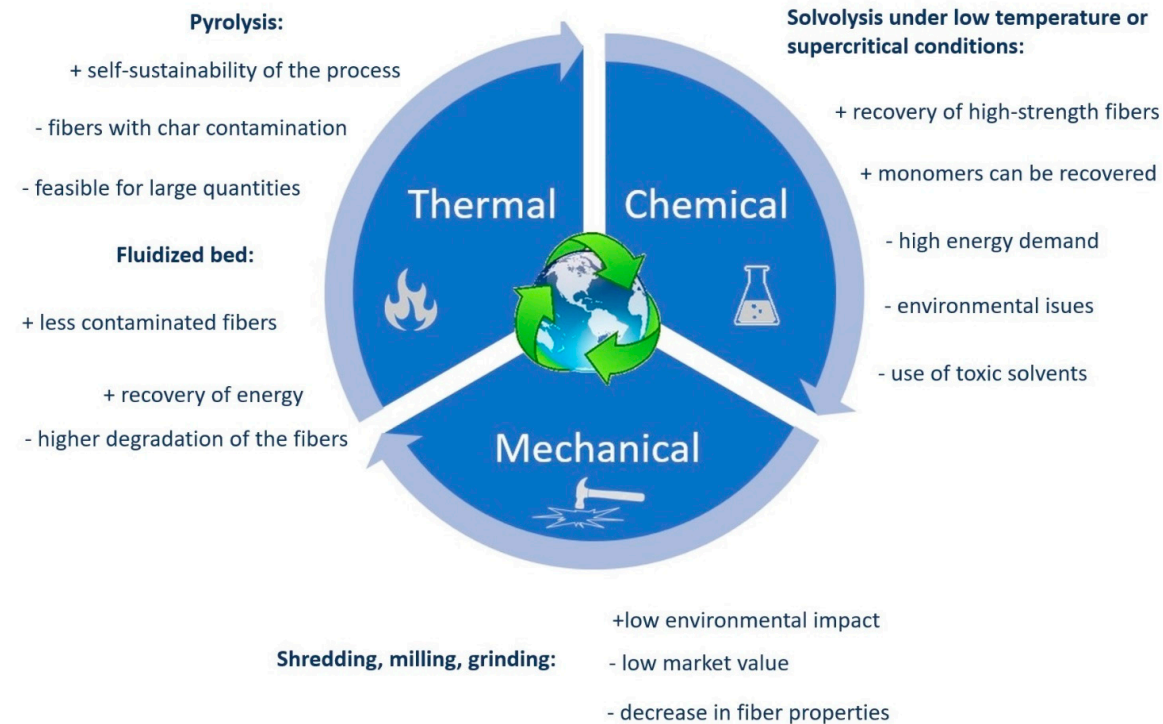 Pyrolysis:
+ self-sustainability of the process
- fibers with char contamination
- feasible for large quantities
Fluidized bed:
+ less contaminated fibers
+ recovery of energy
- higher degradation of the fibers
Thermal
Chemical
Mechanical
Solvolysis under low temperature or
supercritical conditions:
+ recovery of high-strength fibers
+ monomers can be recovered
- high energy demand
- environmental isues
- use of toxic solvents
Shredding, milling, grinding:
+low environmental impact
- low market value
- decrease in fiber properties